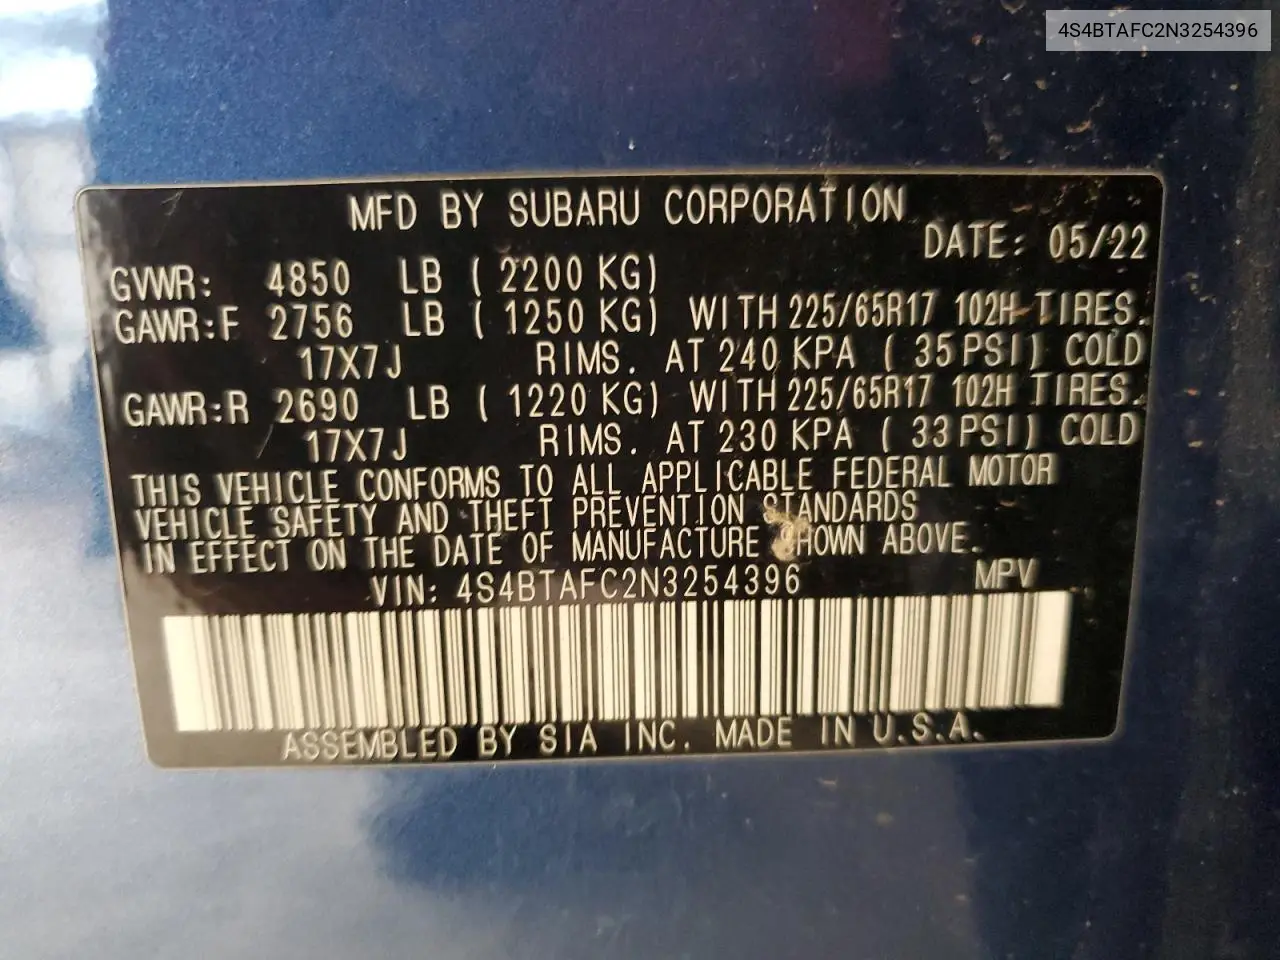 4S4BTAFC2N3254396
MFD BY SUBARU CORPORATION
DATE: 05/22
GVWR: 4850 LB ( 2200 KG)
GAWR:F 2756 LB ( 1250 KG) WITH 225/65R17 102H TIRES.
17X7J RIMS. AT 240 KPA ( 35 PSI) COLD
GAWR:R 2690 LB ( 1220 KG) WITH 225/65R17 102H TIRES.
17X7J RIMS. AT 230 KPA ( 33 PSI) COLD
THIS VEHICLE CONFORMS TO ALL APPLICABLE FEDERAL MOTOR
VEHICLE SAFETY AND THEFT PREVENTION STANDARDS
IN EFFECT ON THE DATE OF MANUFACTURE SHOWN ABOVE.
VIN: 4S4BTAFC2N3254396 MPV
ASSEMBLED BY SIA INC. MADE IN U.S.A.